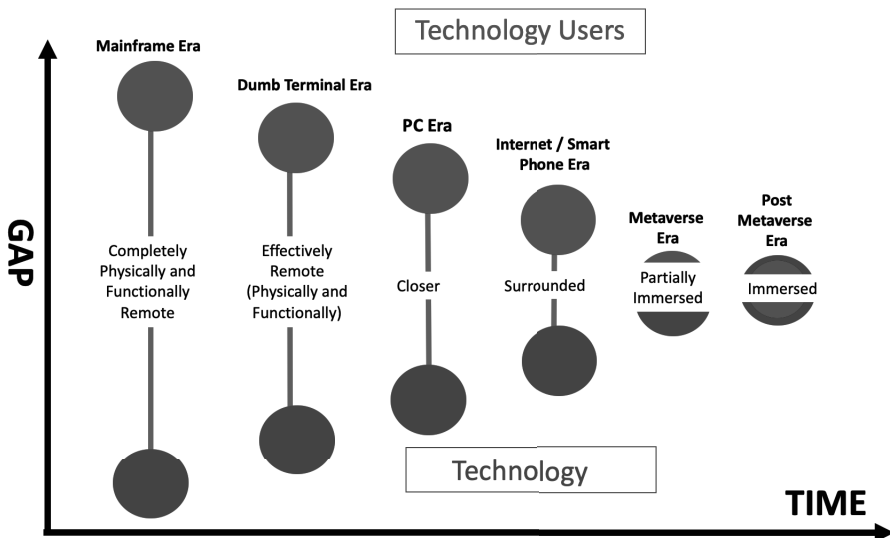 Technology Users
Mainframe Era
Dumb Terminal Era
PC Era
Internet / Smart
Phone Era
Metaverse
Era
Post
Metaverse
Era
GAP
Completely
Physically and
Functionally
Remote
Effectively
Remote
(Physically and
Functionally)
Closer
Surrounded
Partially
Immersed
Immersed
Technology
TIME